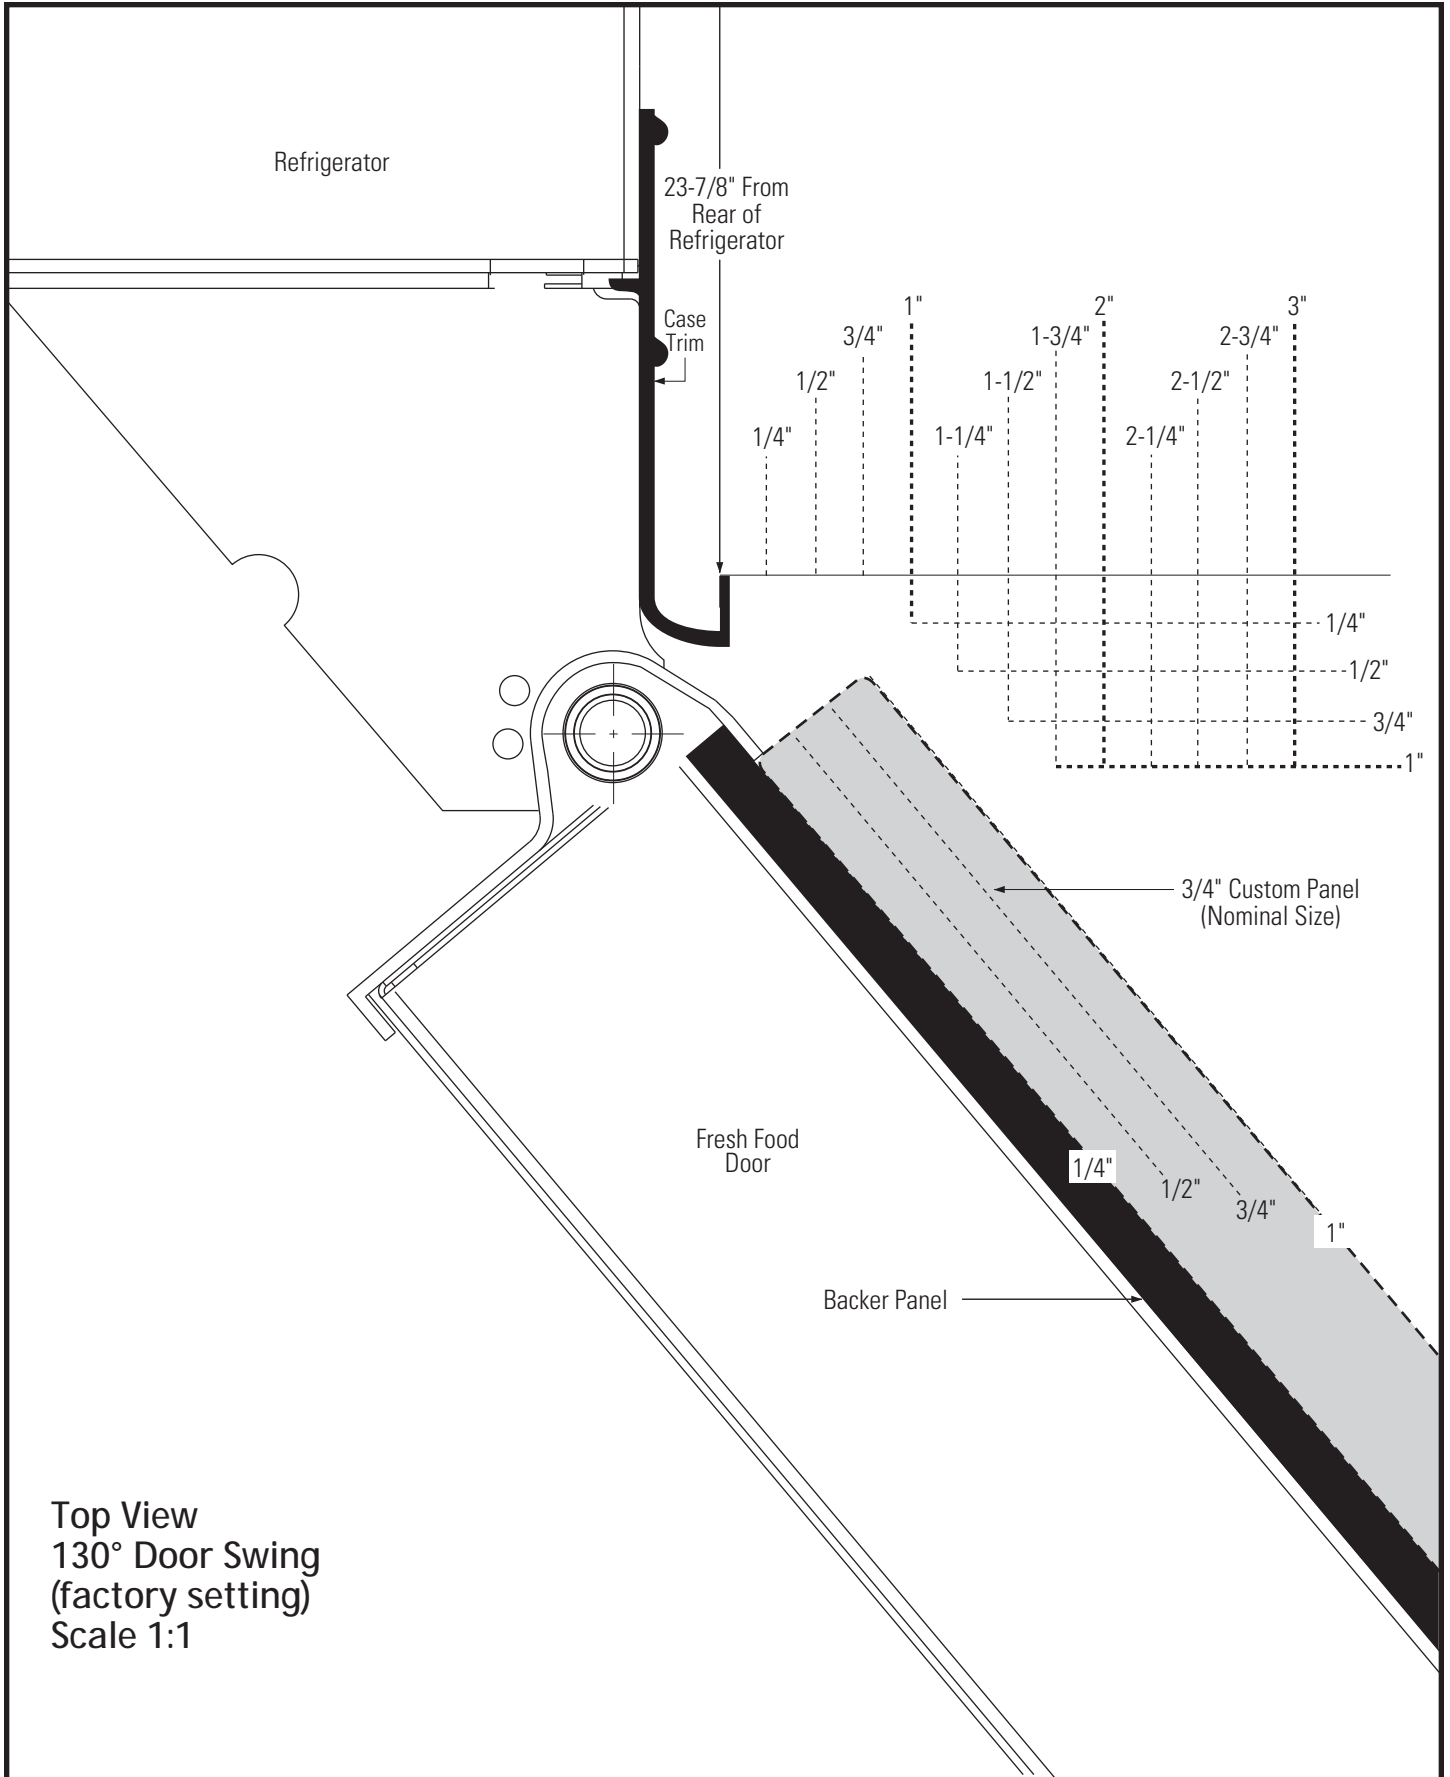 Refrigerator
23-7/8" From
Rear of
Refrigerator
Case
Trim
1/4"
1/2"
3/4"
1"
1-1/4"
1-1/2"
1-3/4"
2"
2-1/4"
2-1/2"
2-3/4"
3"
1/4"
1/2"
3/4"
1"
3/4" Custom Panel
(Nominal Size)
Fresh Food
Door
1/4"
1/2"
3/4"
1"
Backer Panel
Top View
130° Door Swing
(factory setting)
Scale 1:1